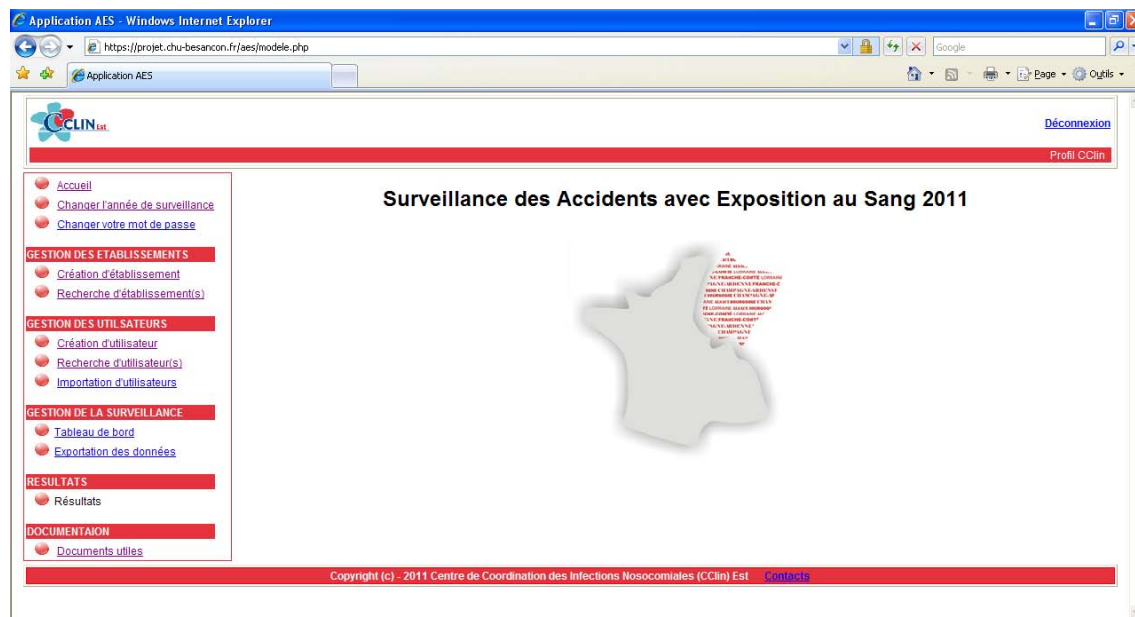 Application AES - Windows Internet Explorer
https://projet.chu-besancon.fr/aes/modele.php
Google
Application AES
Page
Outils
CCLIN Est
Déconnexion
Profil CClin
Accueil
Changer l'année de surveillance
Changer votre mot de passe
GESTION DES ETABLISSEMENTS
Création d'établissement
Recherche d'établissement(s)
GESTION DES UTILSATEURS
Création d'utilisateur
Recherche d'utilisateur(s)
Importation d'utilisateurs
GESTION DE LA SURVEILLANCE
Tableau de bord
Exportation des données
RESULTATS
Résultats
DOCUMENTAION
Documents utiles
Surveillance des Accidents avec Exposition au Sang 2011
Copyright (c) - 2011 Centre de Coordination des Infections Nosocomiales (CClin) Est Contacts